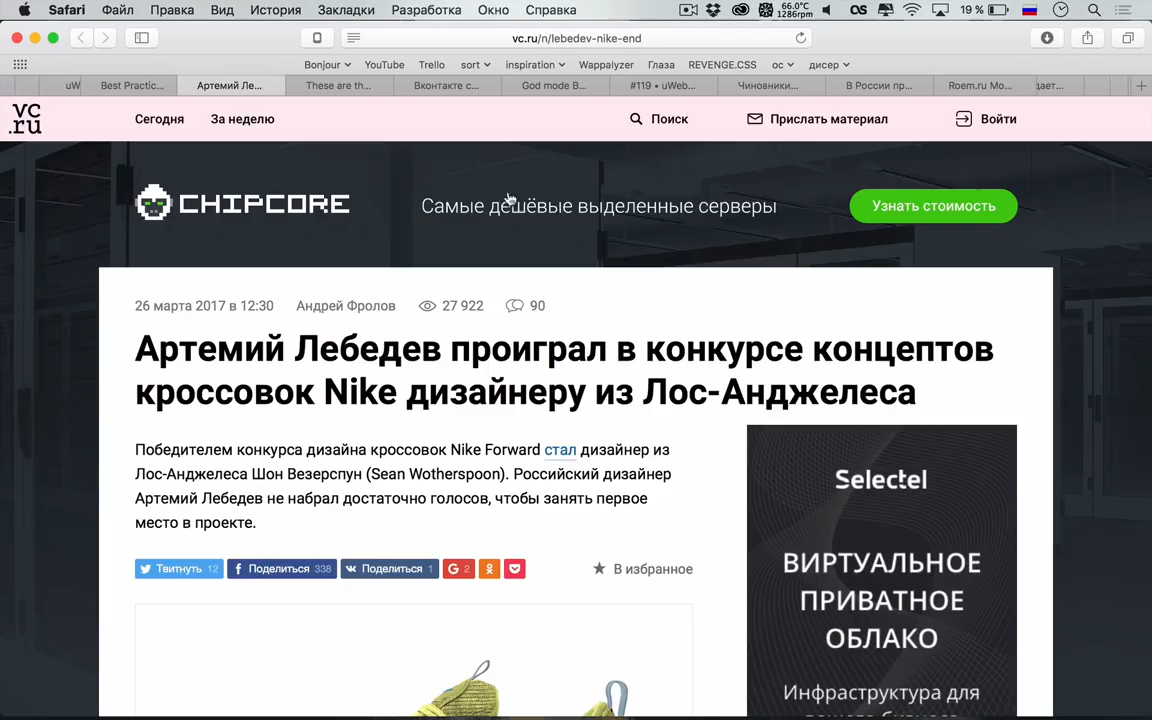 Safari Файл Правка Вид История Закладки Разработка Окно Справка 66.0°C 1286rpm OS 19 %
vc.ru/n/lebedev-nike-end
Bonjour YouTube Trello sort inspiration Wappalyzer Глаза REVENGE.CSS ос дисер
uW Best Practic... Артемий Ле... These are th... Вконтакте с... God mode B... #119 • uWeb... Чиновники... В России пр... Roem.ru Мо... дает...
vc.ru Сегодня За неделю Поиск Прислать материал Войти
CHIPCORE Самые дешёвые выделенные серверы Узнать стоимость
26 марта 2017 в 12:30 Андрей Фролов 27 922 90
Артемий Лебедев проиграл в конкурсе концептов
кроссовок Nike дизайнеру из Лос-Анджелеса
Победителем конкурса дизайна кроссовок Nike Forward стал дизайнер из
Лос-Анджелеса Шон Везерспун (Sean Wotherspoon). Российский дизайнер
Артемий Лебедев не набрал достаточно голосов, чтобы занять первое
место в проекте.
Твитнуть 12 Поделиться 338 Поделиться 1 G 2 В избранное
Selectel
ВИРТУАЛЬНОЕ
ПРИВАТНОЕ
ОБЛАКО
Инфраструктура для